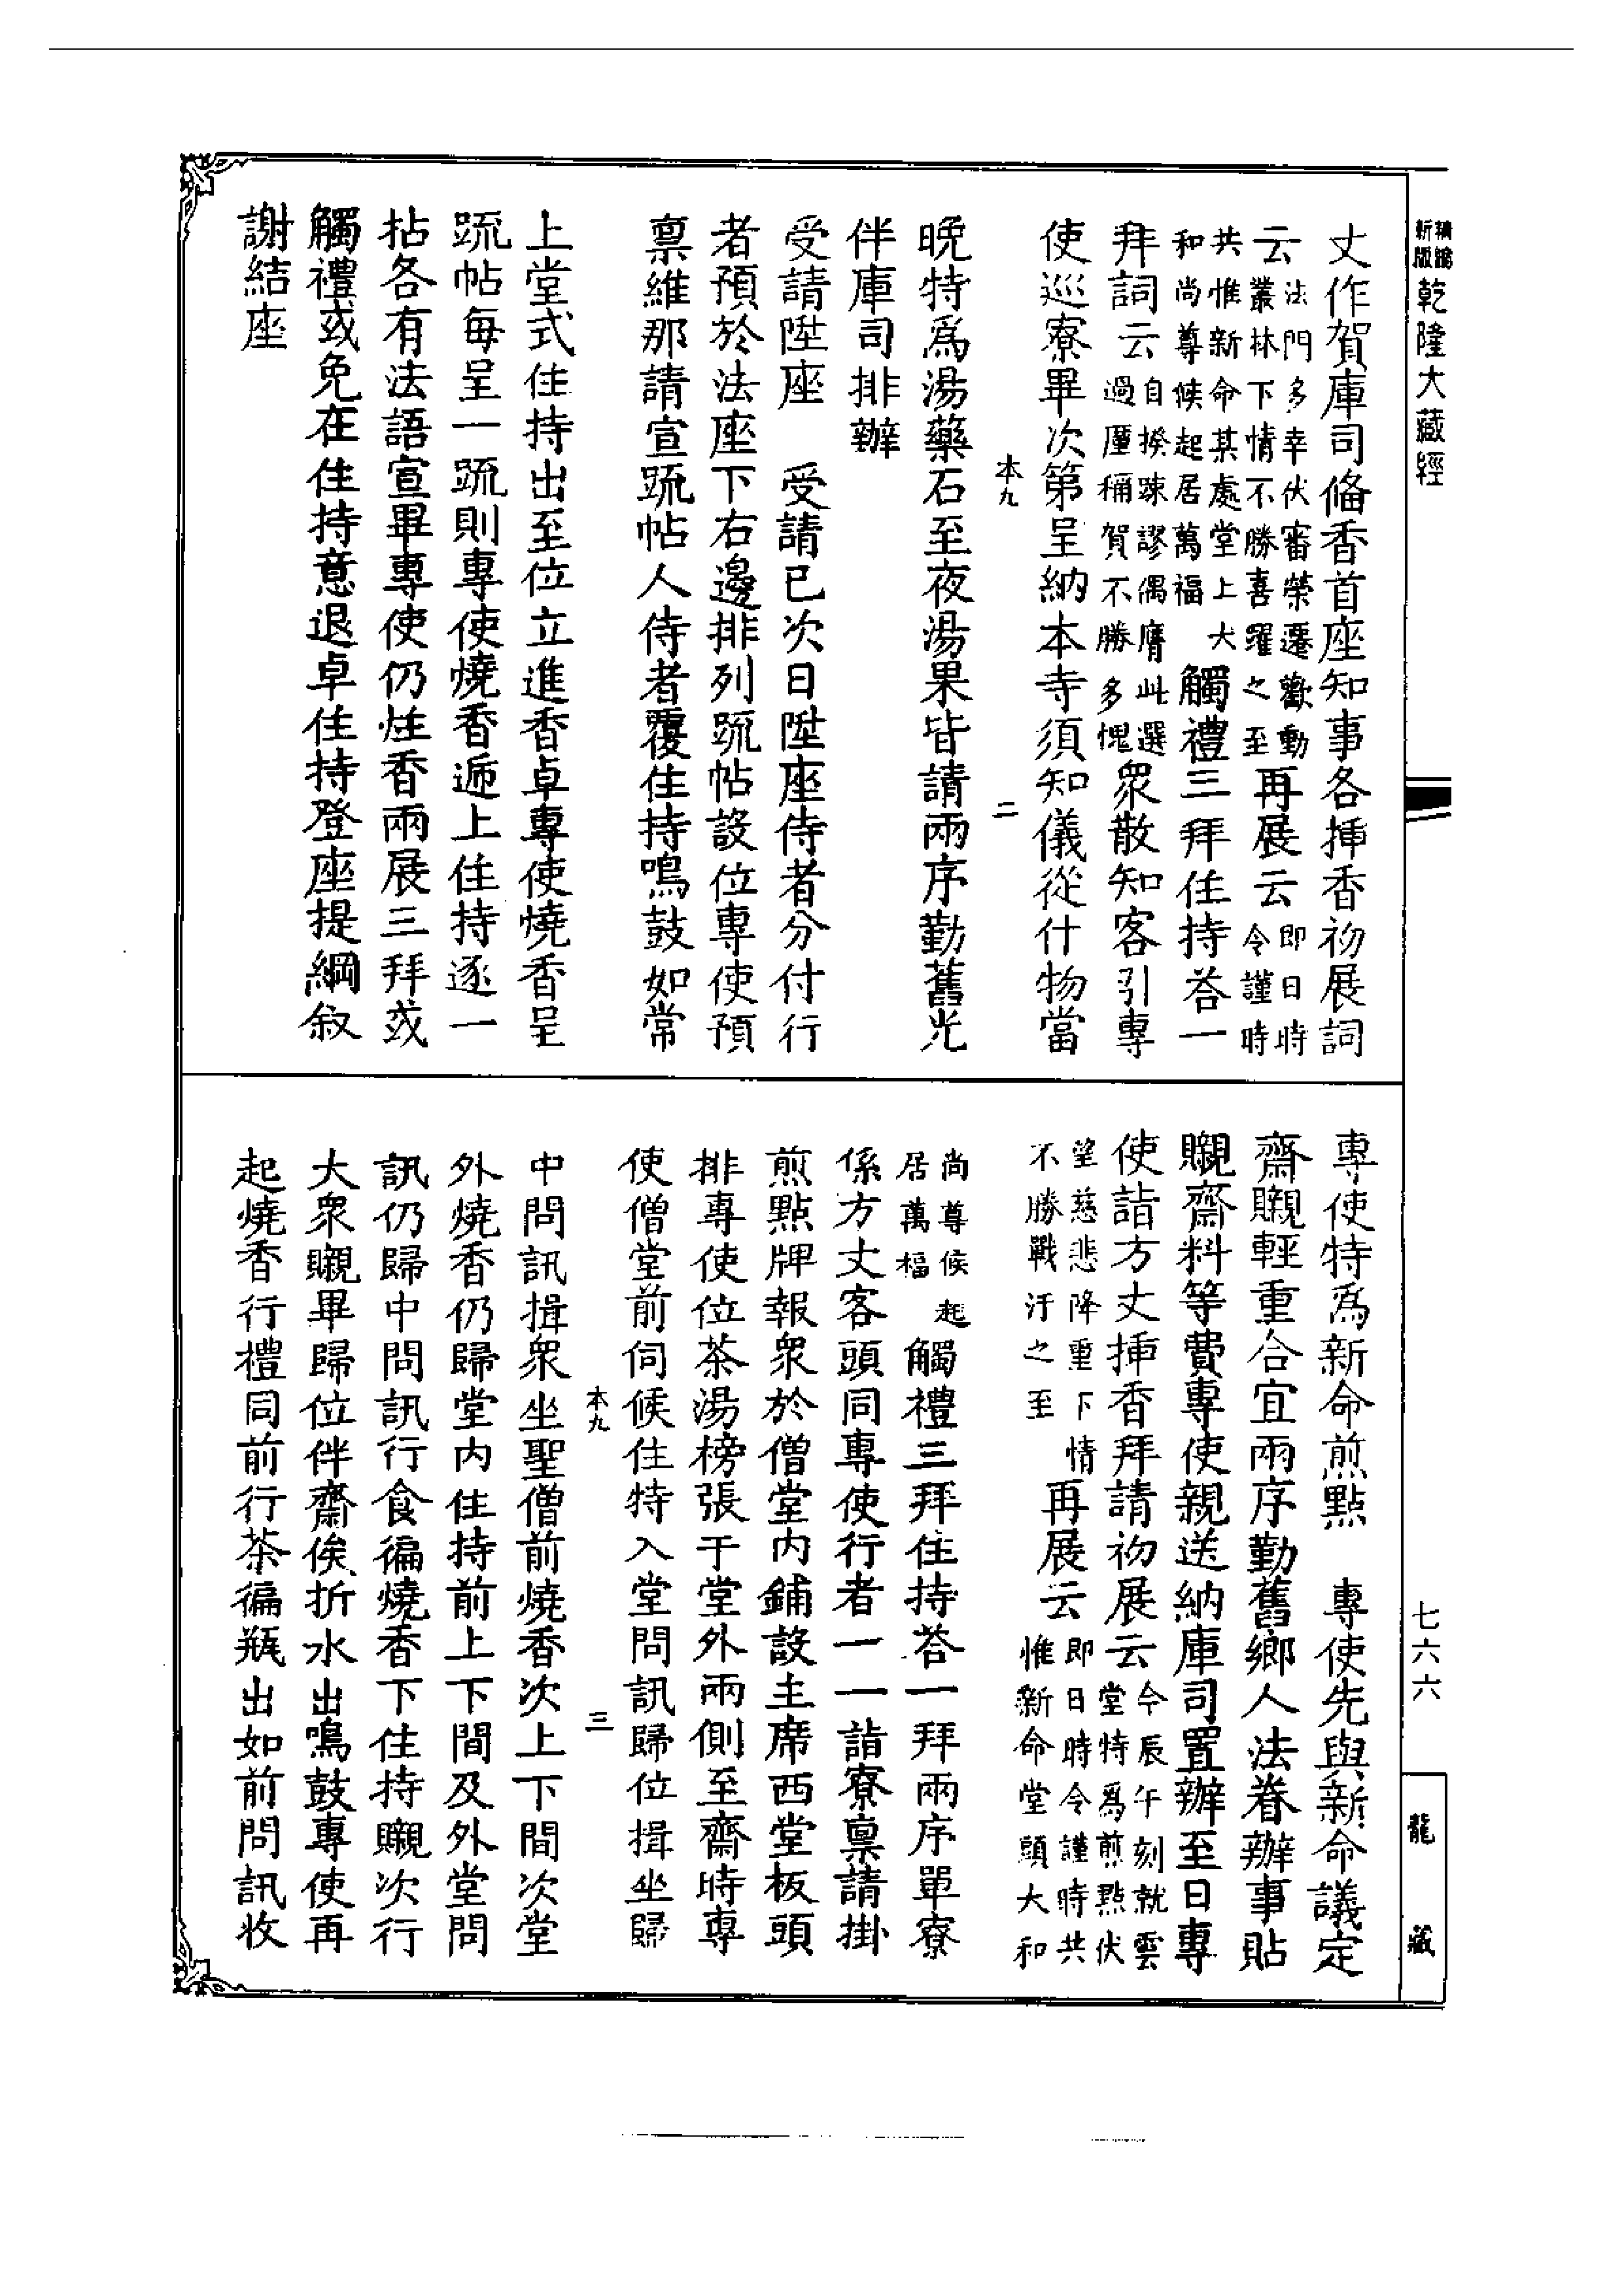 精編
新版
乾隆大藏經
丈作賀庫司俻香首座知事各揷香初展詞
云法門多幸伏審榮遷歡動叢林下情不勝喜躍之至再展云即日時令謹時
共惟新命某處堂上大和尚尊候起居萬福觸禮三拜住持荅一
拜詞云自揆踈謬偶膺此選過壓稱賀不勝多愧衆散知客引專
使巡寮畢次第呈納本寺須知儀從什物當
本九
二
晚特爲湯藥石至夜湯果皆請兩序勤舊光
伴庫司排辦
受請陞座　受請已次日陞座侍者分付行
者預於法座下右邊排列䟽帖設位專使預
禀維那請宣䟽帖人侍者覆住持鳴鼓如常
上堂式住持出至位立進香卓專使燒香呈
䟽帖每呈一䟽則專使燒香逓上住持逐一
拈各有法語宣畢專使仍炷香兩展三拜或
觸禮或免在住持意退卓住持登座提綱叙
謝結座
專使特爲新命煎點　專使先與新命議定
齋䞋輕重合宜兩序勤舊鄉人法眷辦事貼
䞋齋料等費專使親送納庫司置辦至日專
使詣方丈揷香拜請初展云今辰午刻就雲堂特爲煎點伏
望慈悲降重下情不勝戰汗之至再展云即日時令謹時共惟新命堂頭大和
尚尊候起居萬福觸禮三拜住持荅一拜兩序單寮
係方丈客頭同專使行者一一詣寮禀請掛
煎點牌報衆於僧堂内鋪設主席西堂板頭
排專使位茶湯榜張于堂外兩側至齋時專
使僧堂前伺候住持入堂問訊歸位揖坐歸
本九
三
中問訊揖衆坐聖僧前燒香次上下間次堂
外燒香仍歸堂内住持前上下間及外堂問
訊仍歸中問訊行食徧燒香下住持䞋次行
大衆䞋畢歸位伴齋俟折水出鳴鼓專使再
起燒香行禮同前行茶徧瓶出如前問訊收
七六六
龍藏